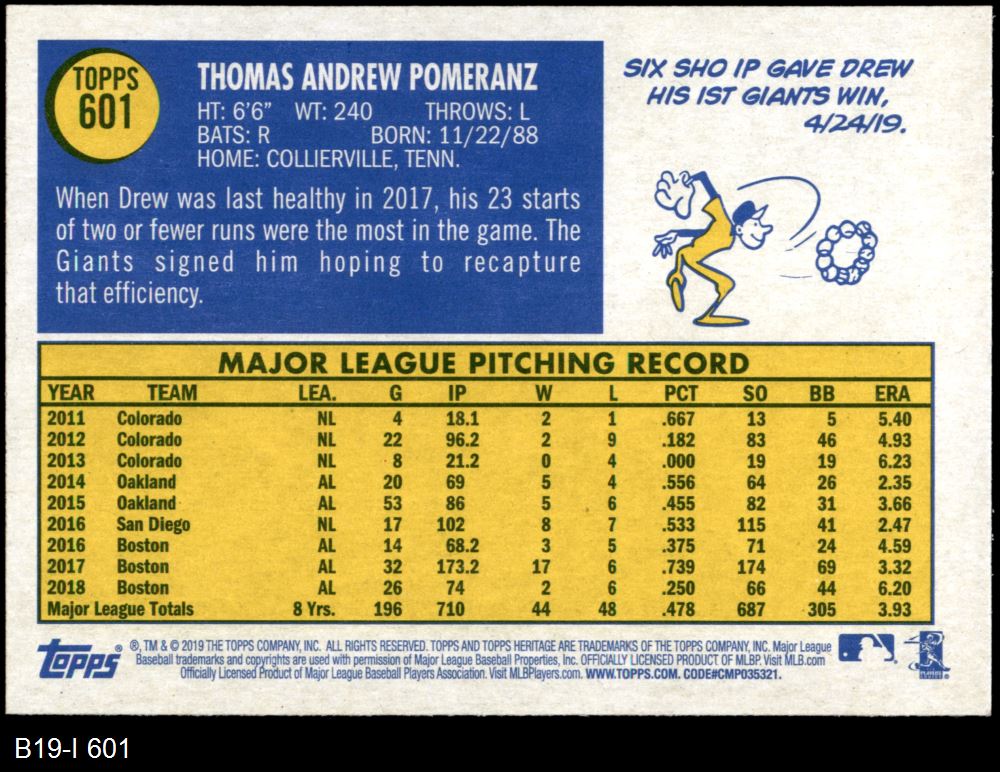 TOPPS
601
THOMAS ANDREW POMERANZ
HT: 6'6" WT: 240 THROWS: L
BATS: R BORN: 11/22/88
HOME: COLLIERVILLE, TENN.
When Drew was last healthy in 2017, his 23 starts
of two or fewer runs were the most in the game. The
Giants signed him hoping to recapture
that efficiency.
SIX SHO IP GAVE DREW
HIS 1ST GIANTS WIN,
4/24/19.
MAJOR LEAGUE PITCHING RECORD
YEAR TEAM LEA. G IP W L PCT SO BB ERA
2011 Colorado NL 4 18.1 2 1 .667 13 5 5.40
2012 Colorado NL 22 96.2 2 9 .182 83 46 4.93
2013 Colorado NL 8 21.2 0 4 .000 19 19 6.23
2014 Oakland AL 20 69 5 4 .556 64 26 2.35
2015 Oakland AL 53 86 5 6 .455 82 31 3.66
2016 San Diego NL 17 102 8 7 .533 115 41 2.47
2016 Boston AL 14 68.2 3 5 .375 71 24 4.59
2017 Boston AL 32 173.2 17 6 .739 174 69 3.32
2018 Boston AL 26 74 2 6 .250 66 44 6.20
Major League Totals 8 Yrs. 196 710 44 48 .478 687 305 3.93
topps
®, TM & © 2019 THE TOPPS COMPANY, INC. ALL RIGHTS RESERVED. TOPPS AND TOPPS HERITAGE ARE TRADEMARKS OF THE TOPPS COMPANY, INC. Major League
Baseball trademarks and copyrights are used with permission of Major League Baseball Properties, Inc. OFFICIALLY LICENSED PRODUCT OF MLBP. Visit MLB.com
Officially Licensed Product of Major League Baseball Players Association. Visit MLBPlayers.com. WWW.TOPPS.COM. CODE#CMP035321.
B19-I 601